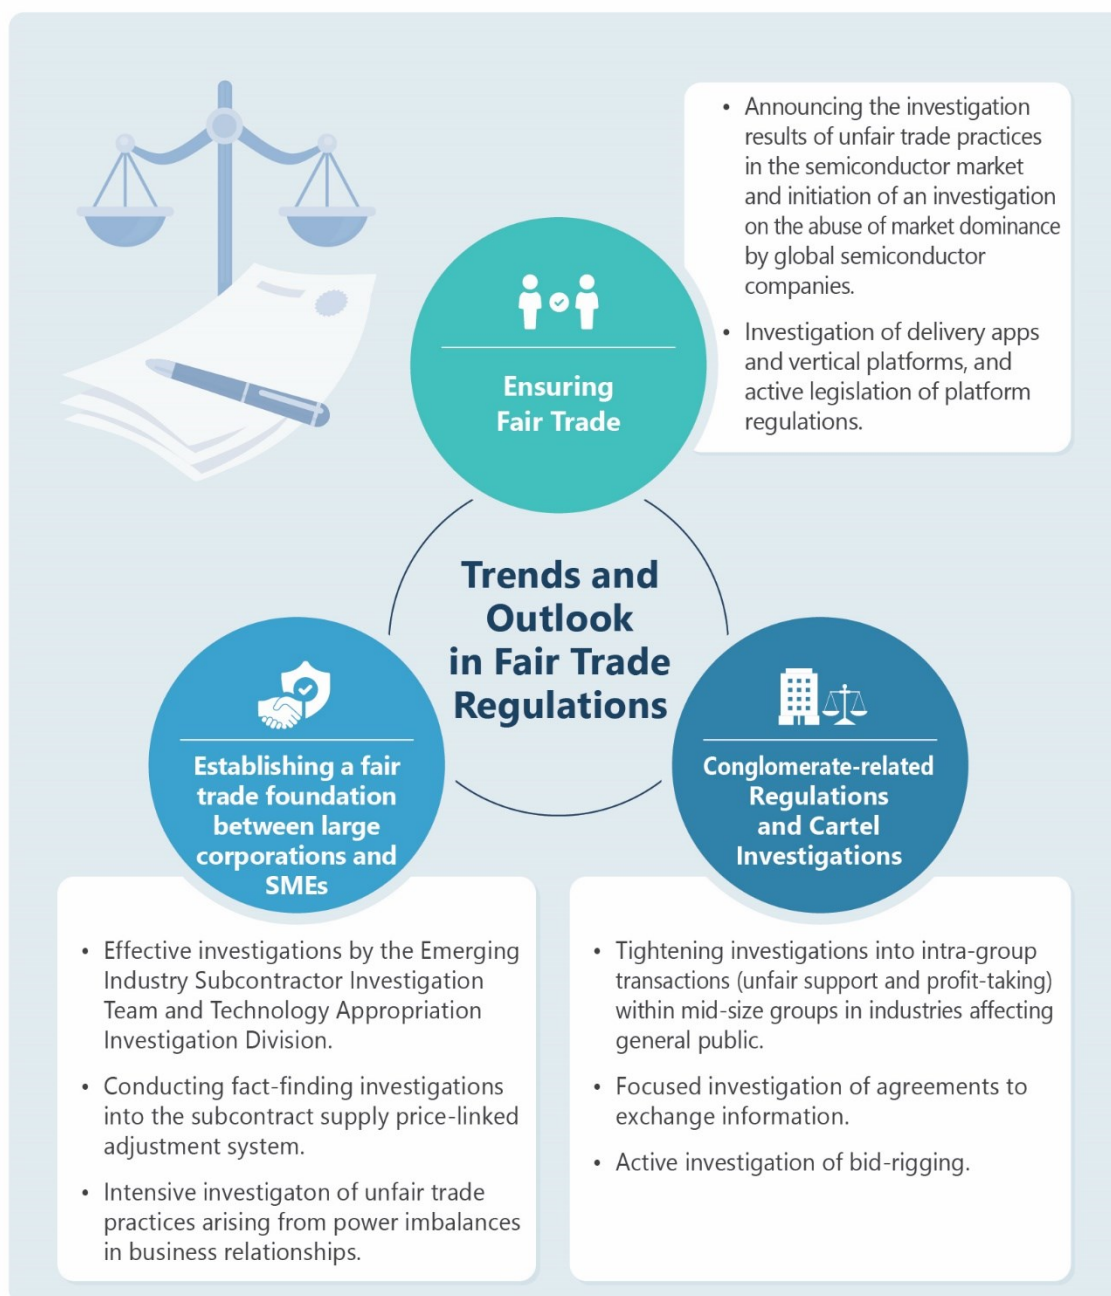 • Announcing the investigation
results of unfair trade practices
in the semiconductor market
and initiation of an investigation
on the abuse of market dominance
by global semiconductor
companies.
• Investigation of delivery apps
and vertical platforms, and
active legislation of platform
regulations.
Ensuring
Fair Trade
Trends and
Outlook
in Fair Trade
Regulations
Establishing a fair
trade foundation
between large
corporations and
SMEs
• Effective investigations by the Emerging
Industry Subcontractor Investigation
Team and Technology Appropriation
Investigation Division.
• Conducting fact-finding investigations
into the subcontract supply price-linked
adjustment system.
• Intensive investigaton of unfair trade
practices arising from power imbalances
in business relationships.
Conglomerate-related
Regulations
and Cartel
Investigations
• Tightening investigations into intra-group
transactions (unfair support and profit-taking)
within mid-size groups in industries affecting
general public.
• Focused investigation of agreements to
exchange information.
• Active investigation of bid-rigging.